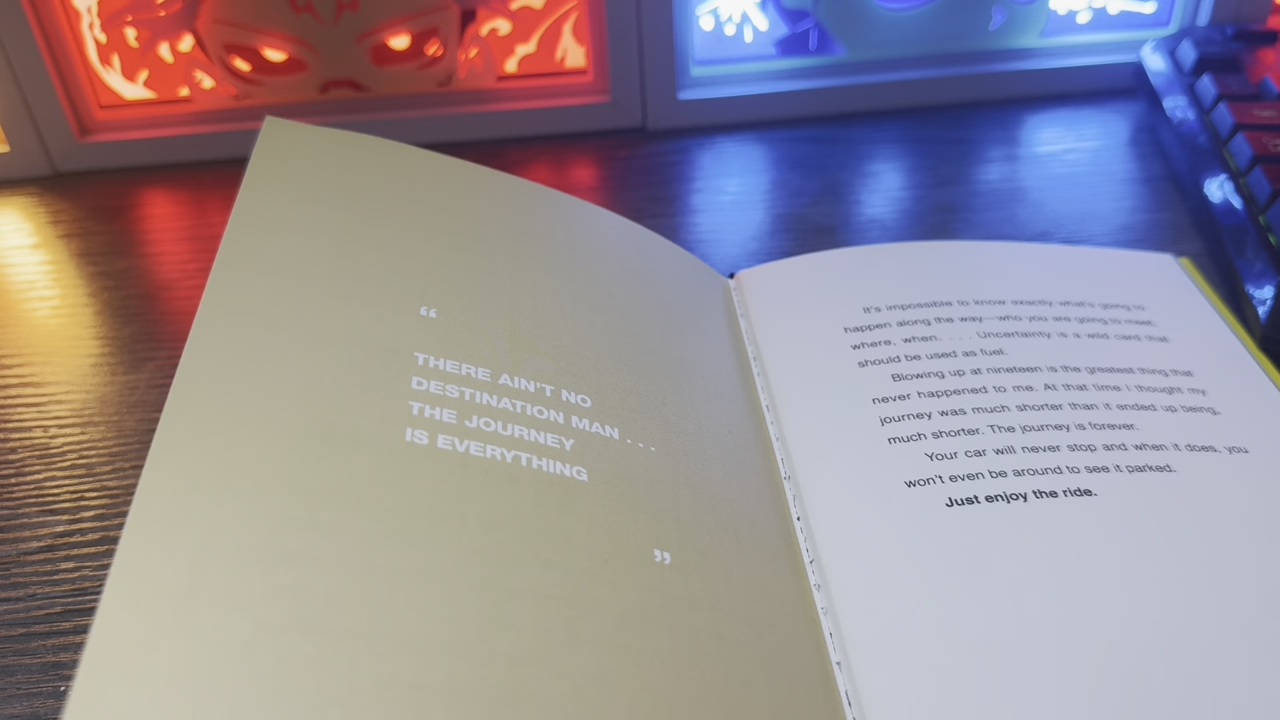 “
THERE AIN’T NO
DESTINATION MAN . . .
THE JOURNEY
IS EVERYTHING
”
It’s impossible to know exactly what’s going to
happen along the way—who you are going to meet,
where, when. . . . Uncertainty is a wild card that
should be used as fuel.
Blowing up at nineteen is the greatest thing that
never happened to me. At that time I thought my
journey was much shorter than it ended up being,
much shorter. The journey is forever.
Your car will never stop and when it does, you
won’t even be around to see it parked.
Just enjoy the ride.